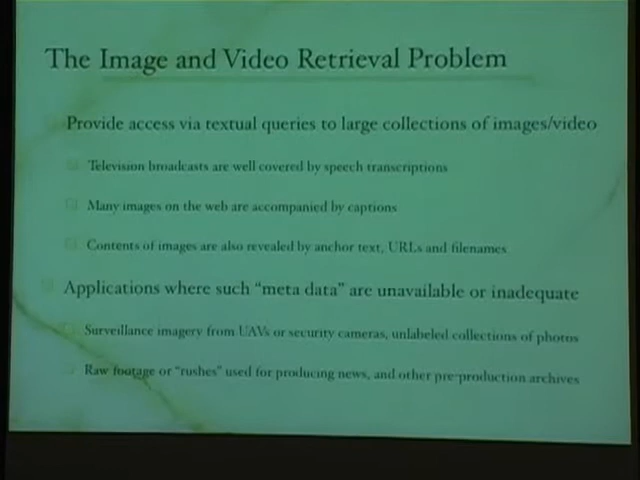 The Image and Video Retrieval Problem
Provide access via textual queries to large collections of images/video
Television broadcasts are well covered by speech transcriptions
Many images on the web are accompanied by captions
Contents of images are also revealed by anchor text, URLs and filenames
Applications where such "meta data" are unavailable or inadequate
Surveillance imagery from UAVs or security cameras, unlabeled collections of photos
Raw footage or "rushes" used for producing news, and other pre-production archives